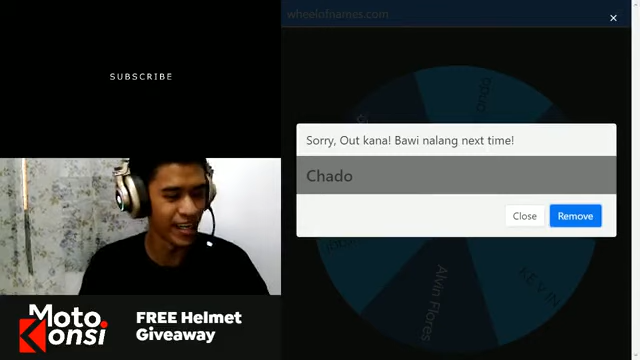 wheelofnames.com
SUBSCRIBE
Sorry, Out kana! Bawi nalang next time!
Chado
Close
Remove
Alvin Flores
KEVIN
Moto
Konsi
FREE Helmet
Giveaway